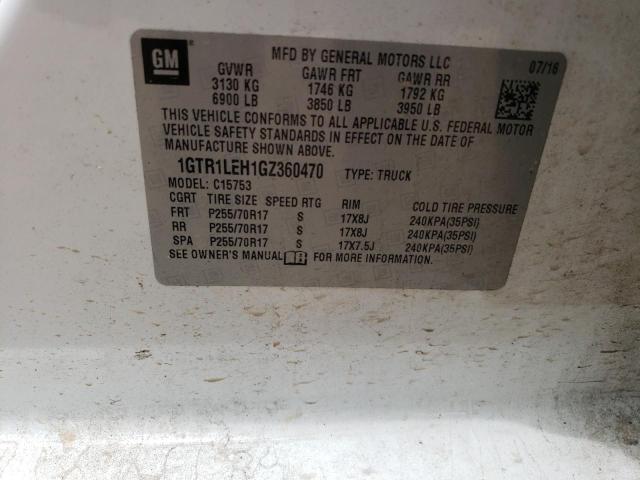 GM
MFD BY GENERAL MOTORS LLC 07/16
GVWR GAWR FRT GAWR RR
3130 KG 1746 KG 1792 KG
6900 LB 3850 LB 3950 LB
THIS VEHICLE CONFORMS TO ALL APPLICABLE U.S. FEDERAL MOTOR
VEHICLE SAFETY STANDARDS IN EFFECT ON THE DATE OF
MANUFACTURE SHOWN ABOVE.
1GTR1LEH1GZ360470 TYPE: TRUCK
MODEL: C15753
CGRT TIRE SIZE SPEED RTG RIM COLD TIRE PRESSURE
FRT P255/70R17 S 17X8J 240KPA(35PSI)
RR P255/70R17 S 17X8J 240KPA(35PSI)
SPA P255/70R17 S 17X7.5J 240KPA(35PSI)
SEE OWNER'S MANUAL FOR MORE INFORMATION.